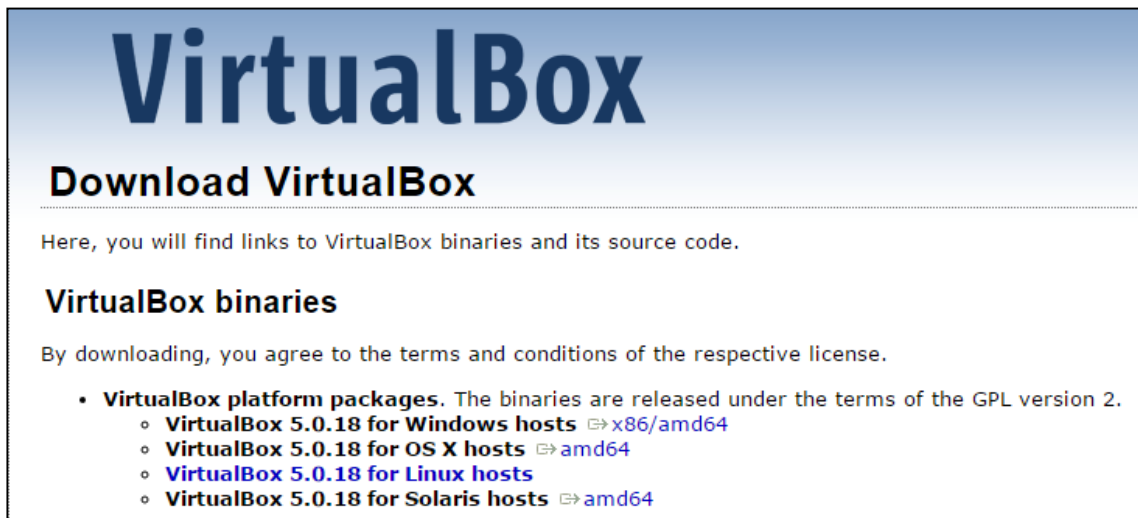 VirtualBox
Download VirtualBox
Here, you will find links to VirtualBox binaries and its source code.
VirtualBox binaries
By downloading, you agree to the terms and conditions of the respective license.
• VirtualBox platform packages. The binaries are released under the terms of the GPL version 2.
◦ VirtualBox 5.0.18 for Windows hosts x86/amd64
◦ VirtualBox 5.0.18 for OS X hosts amd64
◦ VirtualBox 5.0.18 for Linux hosts
◦ VirtualBox 5.0.18 for Solaris hosts amd64